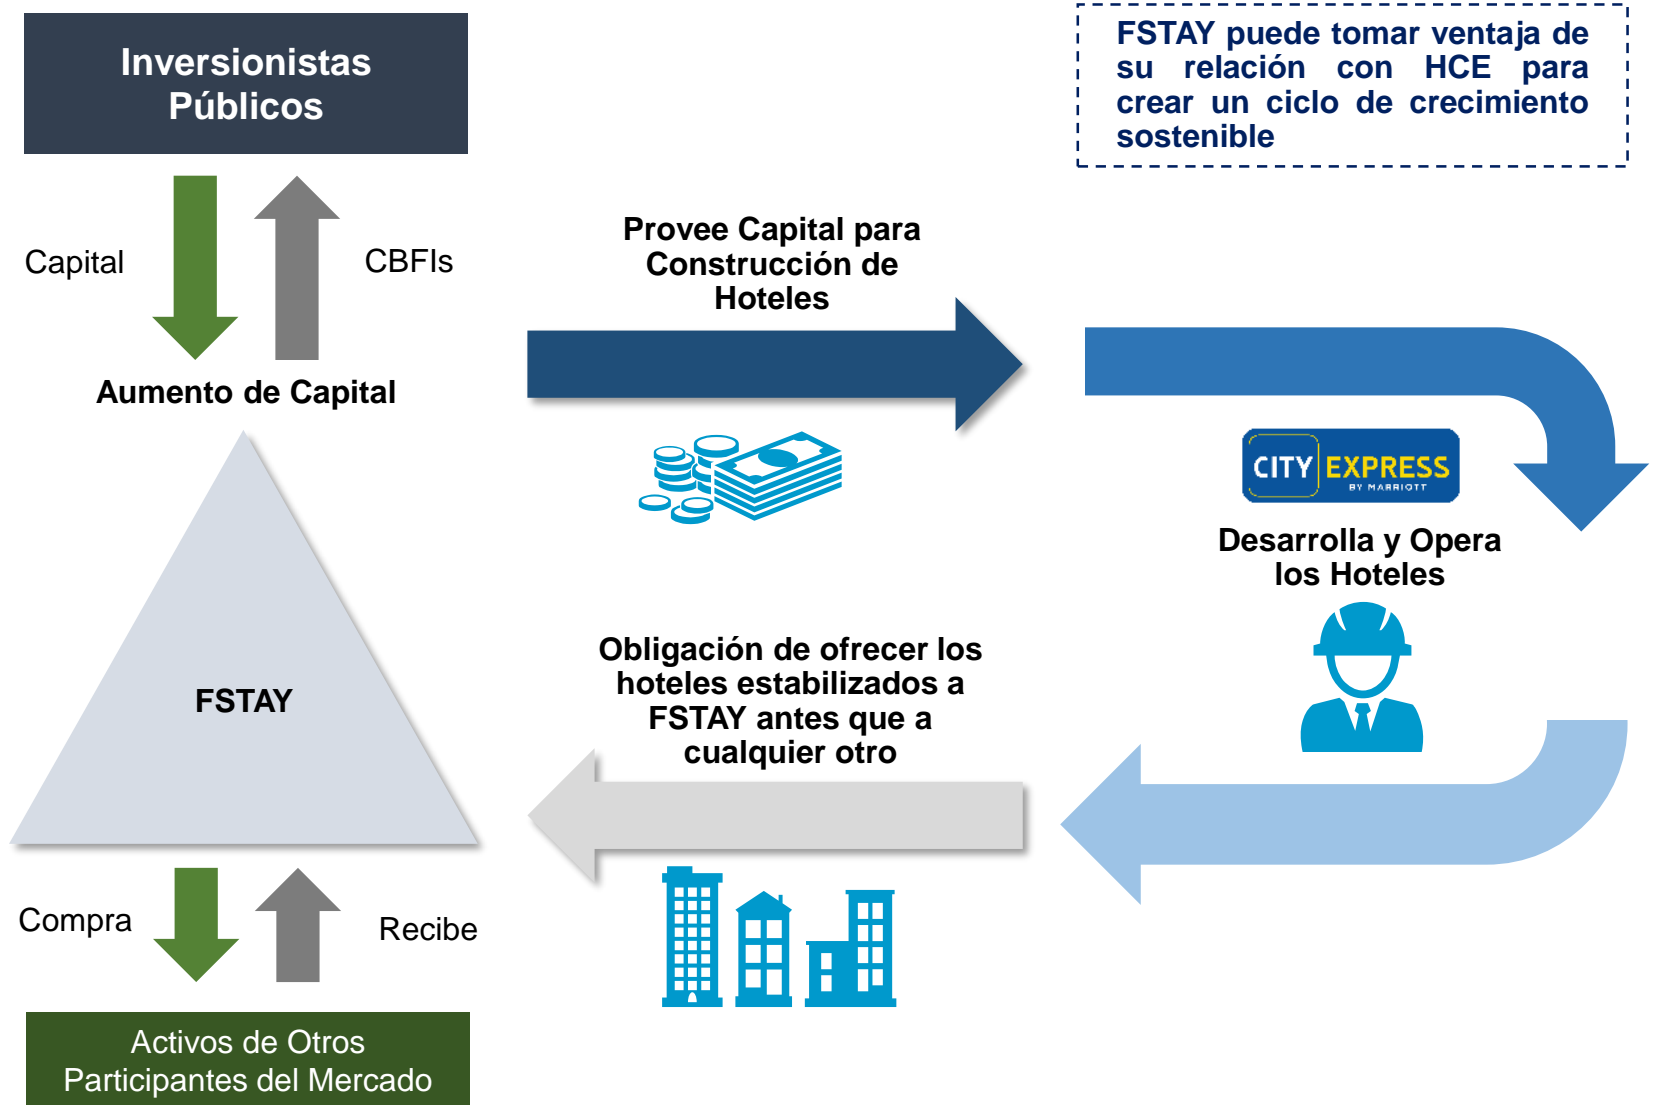 Inversionistas
Públicos
FSTAY puede tomar ventaja de
su relación con HCE para
crear un ciclo de crecimiento
sostenible
Capital
CBFIs
Aumento de Capital
Provee Capital para
Construcción de
Hoteles
CITY EXPRESS
BY MARRIOTT
Desarrolla y Opera
los Hoteles
FSTAY
Obligación de ofrecer los
hoteles estabilizados a
FSTAY antes que a
cualquier otro
Compra
Recibe
Activos de Otros
Participantes del Mercado